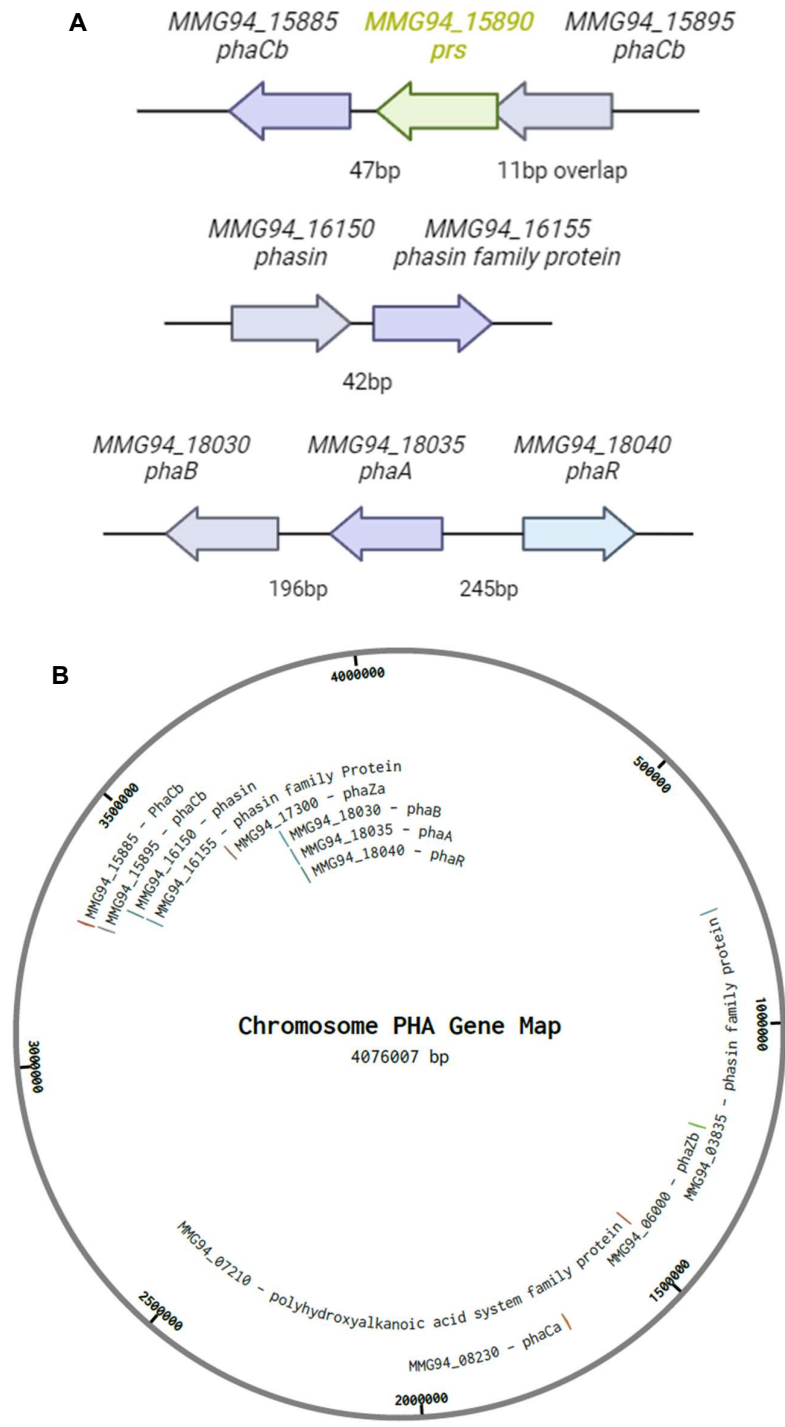 A
MMG94_15885 MMG94_15890 MMG94_15895
phaCb prs phaCb
47bp 11bp overlap
MMG94_16150 MMG94_16155
phasin phasin family protein
42bp
MMG94_18030 MMG94_18035 MMG94_18040
phaB phaA phaR
196bp 245bp
B
4000000
500000
3500000
MMG94_15885 - PhaCb
MMG94_15895 - phaCb
MMG94_16150 - phasin
MMG94_16155 - phasin family Protein
MMG94_17300 - phaZa
MMG94_18030 - phaB
MMG94_18035 - phaA
MMG94_18040 - phaR
MMG94_03835 - phasin family protein
1000000
Chromosome PHA Gene Map
4076007 bp
3000000
MMG94_06000 - phaZb
MMG94_07210 - polyhydroxyalkanoic acid system family protein
1500000
2500000
MMG94_08230 - phaCa
2000000